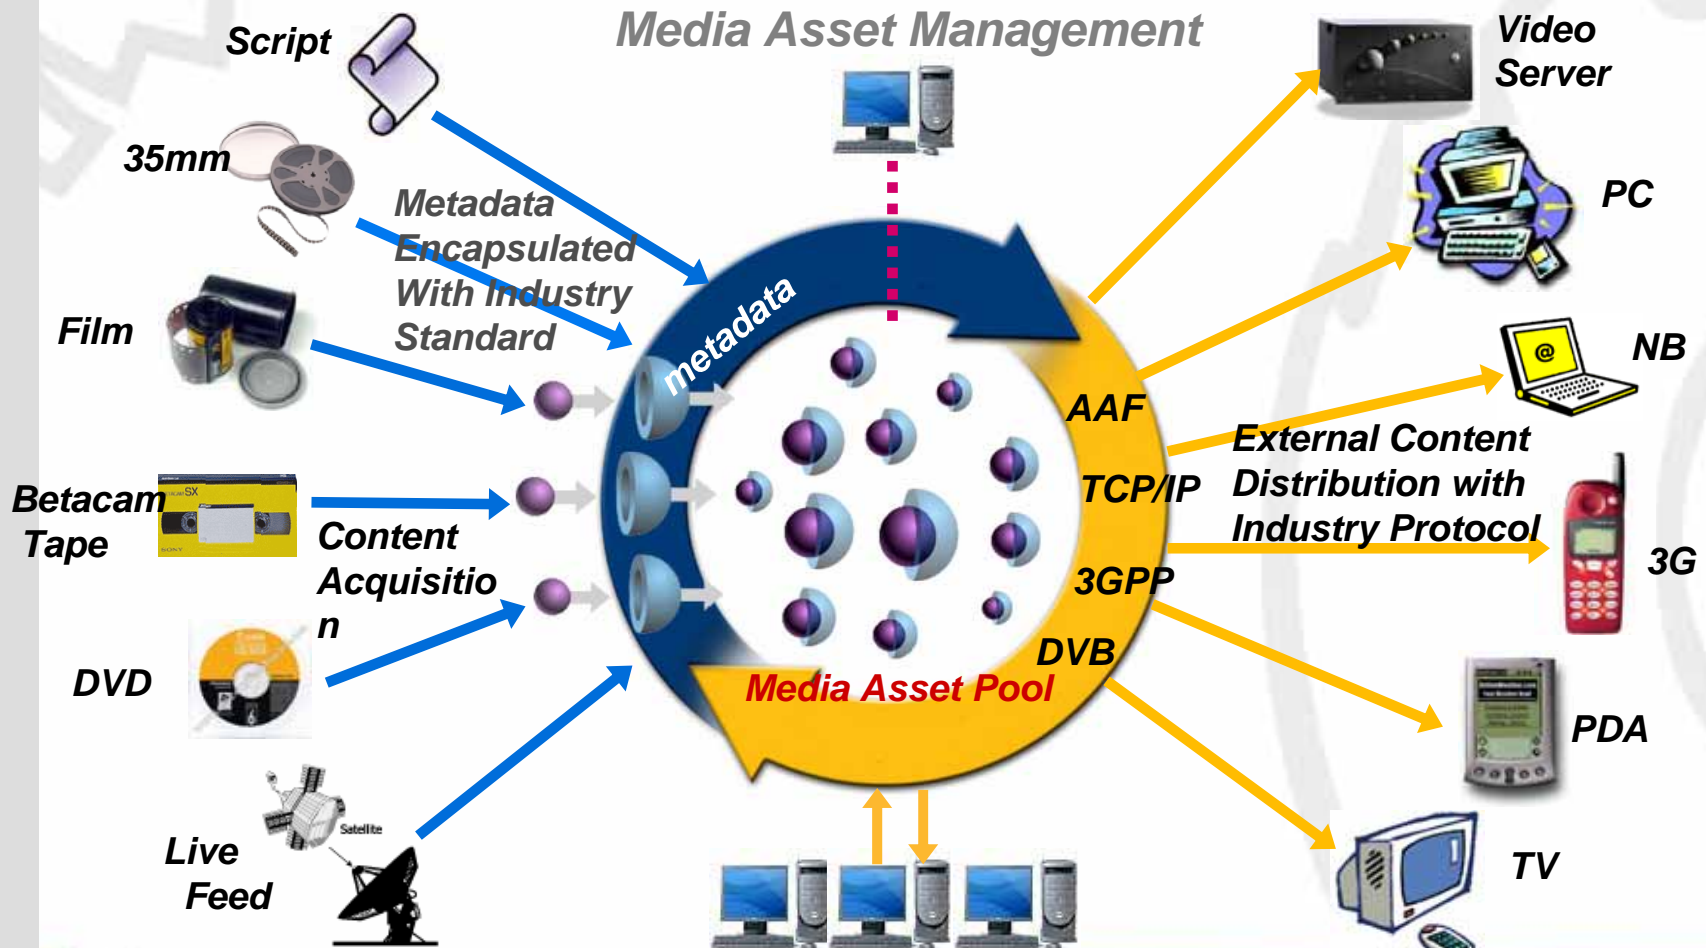 Media Asset Management
Script
35mm
Film
Betacam
Tape
DVD
Live
Feed
Satellite
Metadata
Encapsulated
With Industry
Standard
Content
Acquisitio
n
SX
SONY
metadata
Media Asset Pool
AAF
TCP/IP
3GPP
DVB
External Content
Distribution with
Industry Protocol
Video
Server
PC
@
NB
3G
PDA
TV